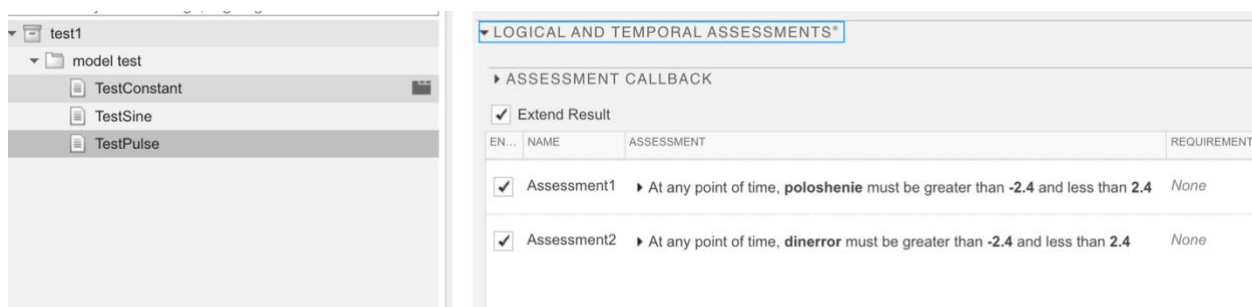 test1
model test
TestConstant
TestSine
TestPulse
LOGICAL AND TEMPORAL ASSESSMENTS*
ASSESSMENT CALLBACK
Extend Result
EN... NAME ASSESSMENT REQUIREMENT
Assessment1 At any point of time, poloshenie must be greater than -2.4 and less than 2.4 None
Assessment2 At any point of time, dinerror must be greater than -2.4 and less than 2.4 None